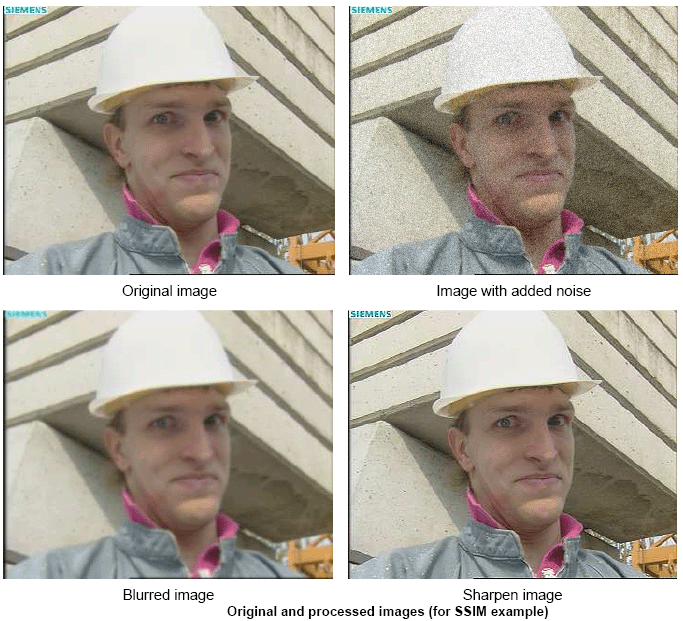 SIEMENS
SIEMENS
Original image
Image with added noise
SIEMENS
SIEMENS
Blurred image
Sharpen image
Original and processed images (for SSIM example)